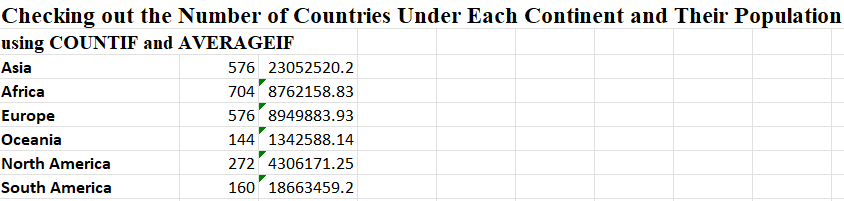 Checking out the Number of Countries Under Each Continent and Their Population
using COUNTIF and AVERAGEIF
Asia 576 23052520.2
Africa 704 8762158.83
Europe 576 8949883.93
Oceania 144 1342588.14
North America 272 4306171.25
South America 160 18663459.2